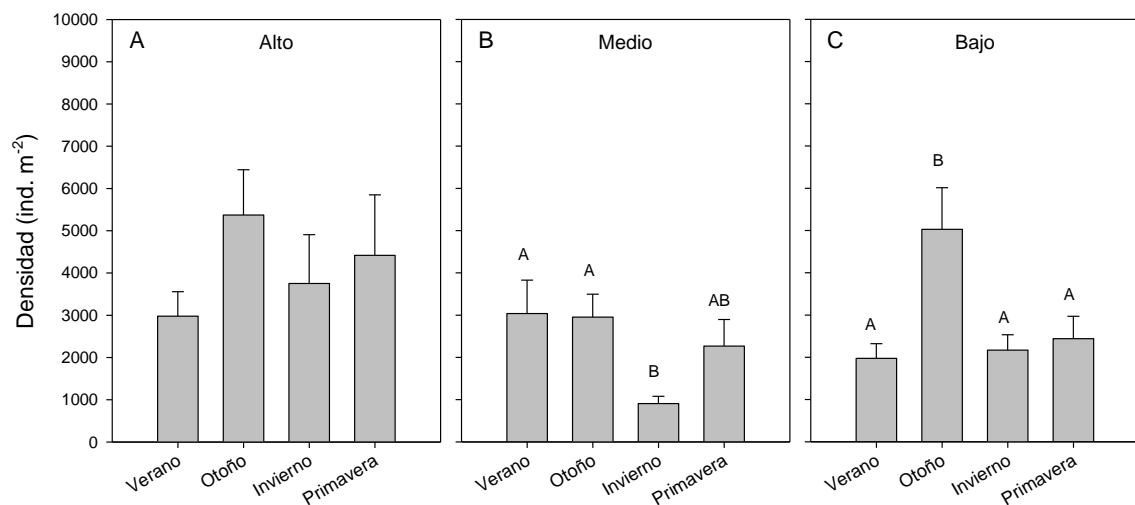 A
Alto
B
Medio
C
Bajo
Densidad (ind. m-2)
10000
9000
8000
7000
6000
5000
4000
3000
2000
1000
0
A
A
B
AB
A
B
A
A
Verano
Otoño
Invierno
Primavera
Verano
Otoño
Invierno
Primavera
Verano
Otoño
Invierno
Primavera